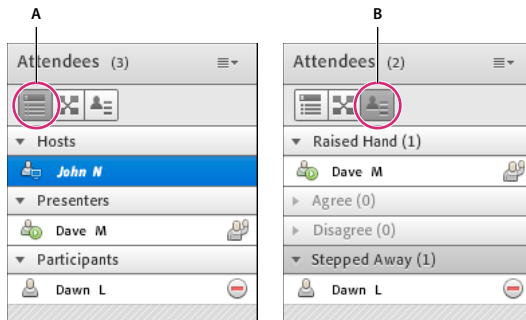 A
Attendees (3)
Hosts
John N
Presenters
Dave M
Participants
Dawn L
B
Attendees (2)
Raised Hand (1)
Dave M
Agree (0)
Disagree (0)
Stepped Away (1)
Dawn L